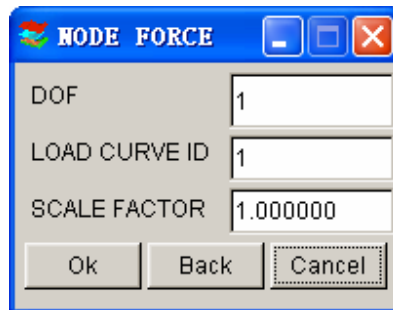 NODE FORCE
DOF 1
LOAD CURVE ID 1
SCALE FACTOR 1.000000
Ok Back Cancel